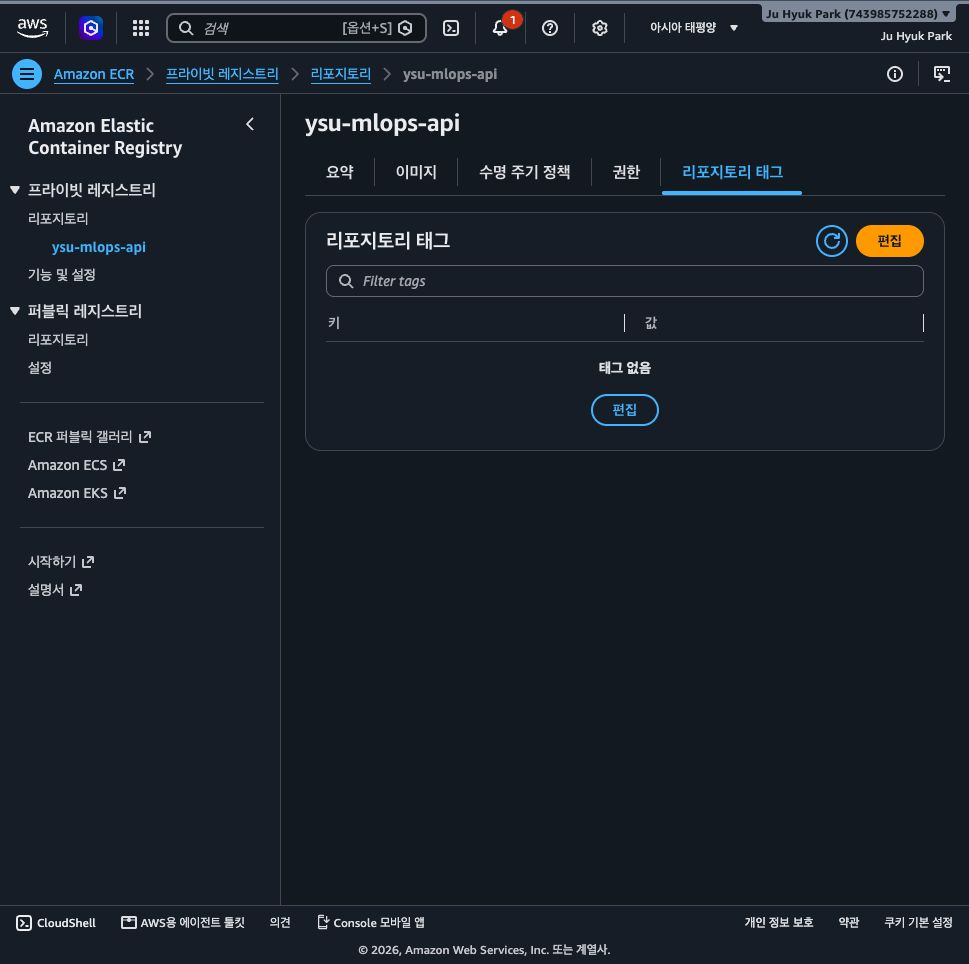 aws
검색
[옵션+S]
1
아시아 태평양
Ju Hyuk Park (743985752288)
Ju Hyuk Park
Amazon ECR
프라이빗 레지스트리
리포지토리
ysu-mlops-api
Amazon Elastic
Container Registry
프라이빗 레지스트리
리포지토리
ysu-mlops-api
기능 및 설정
퍼블릭 레지스트리
리포지토리
설정
ECR 퍼블릭 갤러리
Amazon ECS
Amazon EKS
시작하기
설명서
ysu-mlops-api
요약
이미지
수명 주기 정책
권한
리포지토리 태그
리포지토리 태그
편집
Filter tags
키
값
태그 없음
편집
CloudShell
AWS용 에이전트 툴킷
의견
Console 모바일 앱
개인 정보 보호
약관
쿠키 기본 설정
© 2026, Amazon Web Services, Inc. 또는 계열사.